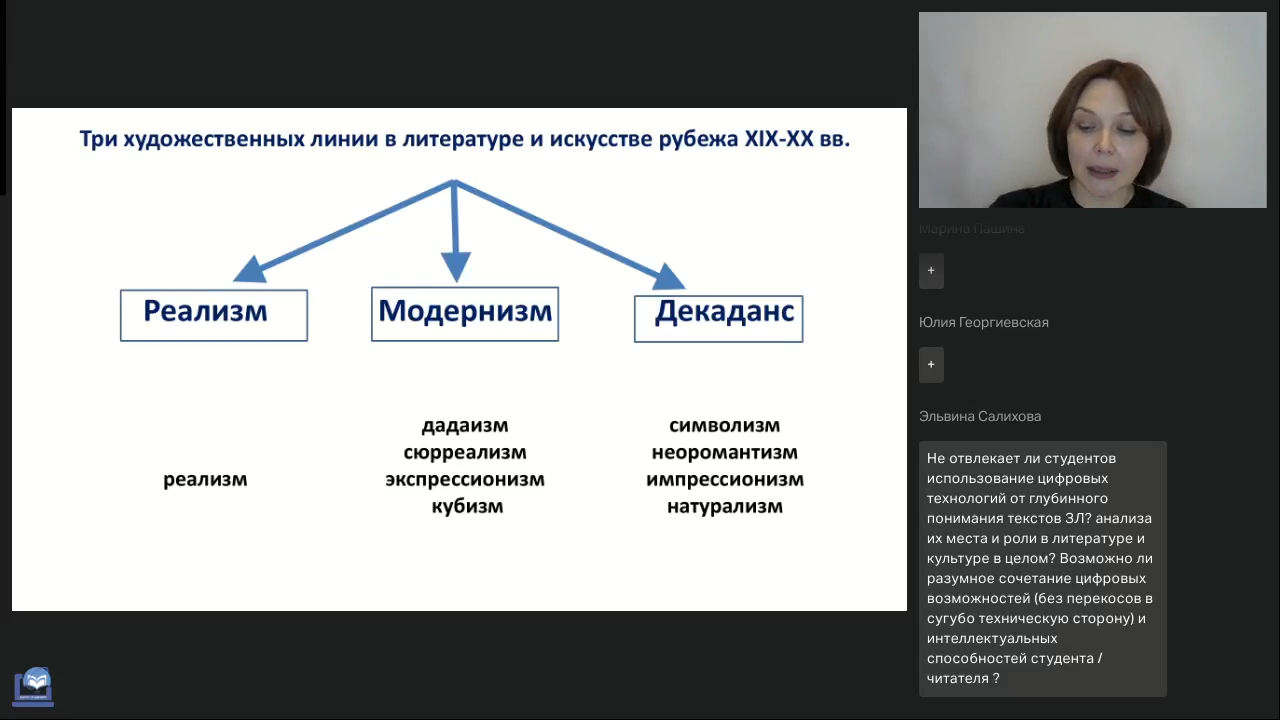 Три художественных линии в литературе и искусстве рубежа XIX-XX вв.
Реализм
Модернизм
Декаданс
реализм
дадаизм
сюрреализм
экспрессионизм
кубизм
символизм
неоромантизм
импрессионизм
натурализм
Марина Пашина
+
Юлия Георгиевская
+
Эльвина Салихова
Не отвлекает ли студентов
использование цифровых
технологий от глубинного
понимания текстов ЗЛ? анализа
их места и роли в литературе и
культуре в целом? Возможно ли
разумное сочетание цифровых
возможностей (без перекосов в
сугубо техническую сторону) и
интеллектуальных
способностей студента /
читателя ?